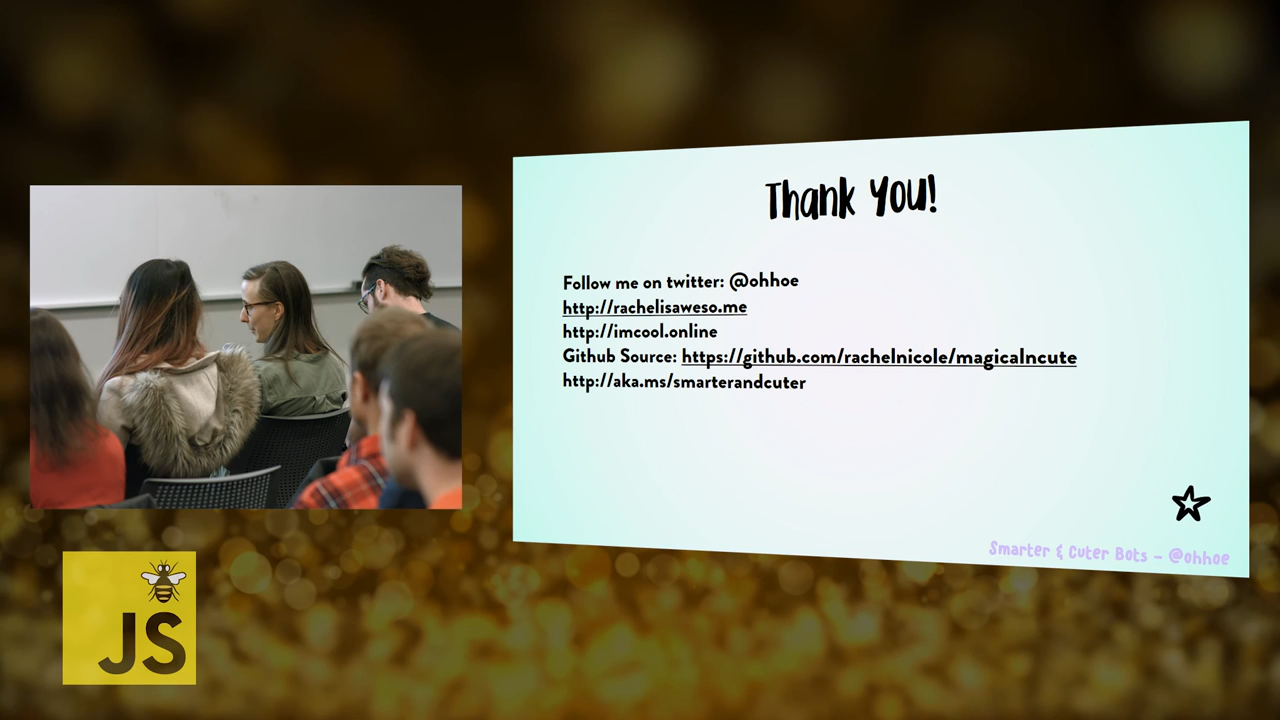 Thank You!
Follow me on twitter: @ohhoe
http://rachelisaweso.me
http://imcool.online
Github Source: https://github.com/rachelnicole/magicalncute
http://aka.ms/smarterandcuter
Smarter & Cuter Bots - @ohhoe
JS